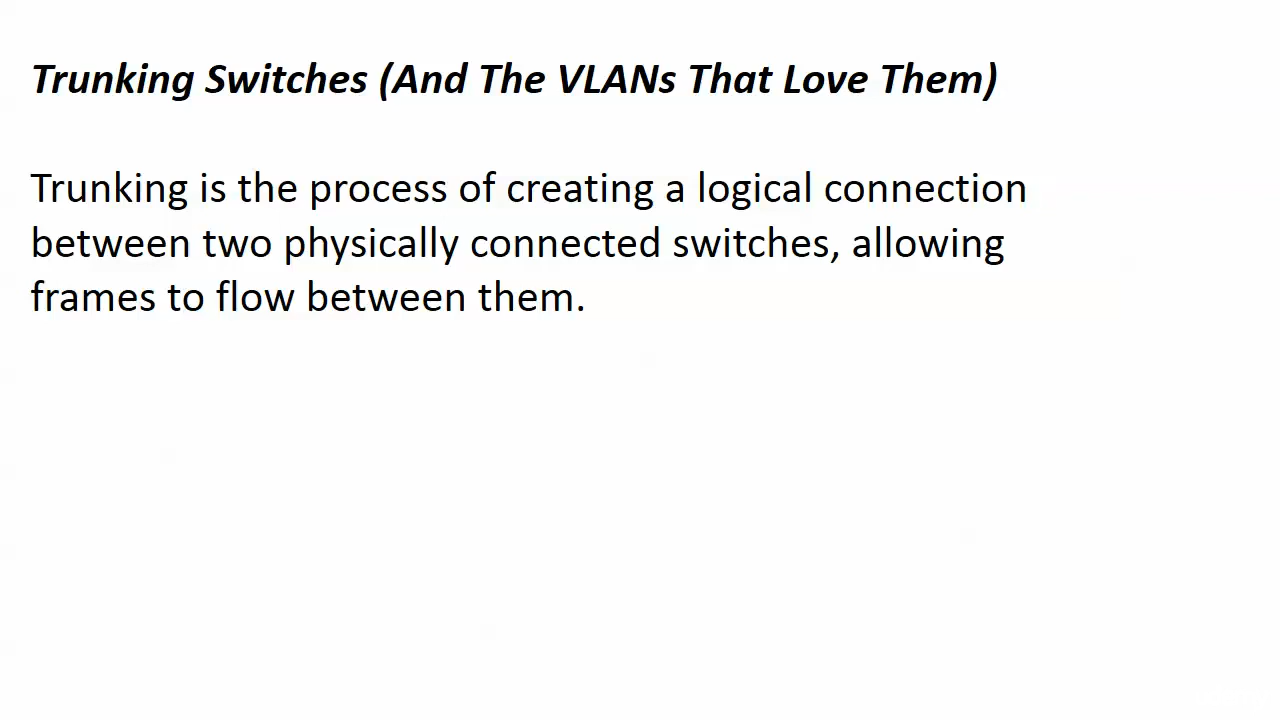 Trunking Switches (And The VLANs That Love Them)
Trunking is the process of creating a logical connection
between two physically connected switches, allowing
frames to flow between them.